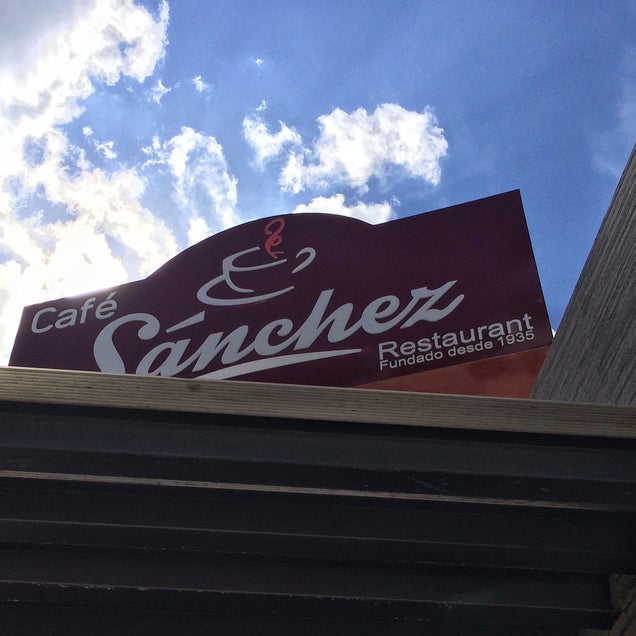 Café
Sánchez
Restaurant
Fundado desde 1935